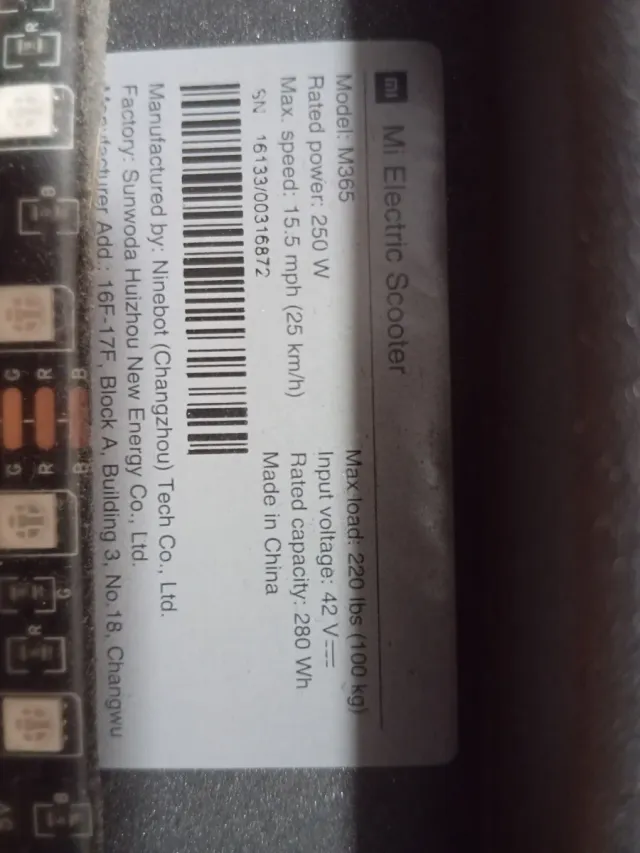 mi Mi Electric Scooter
Model: M365 Max.load: 220 lbs (100 kg)
Rated power: 250 W Input voltage: 42 V
Max. speed: 15.5 mph (25 km/h) Rated capacity: 280 Wh
SN 16133/00316872 Made in China
Manufactured by: Ninebot (Changzhou) Tech Co., Ltd.
Factory: Sunwoda Huizhou New Energy Co., Ltd.
Manufacturer Add.: 16F-17F, Block A, Building 3, No.18, Changwu
R
B
B R G
B R G
G
R
B